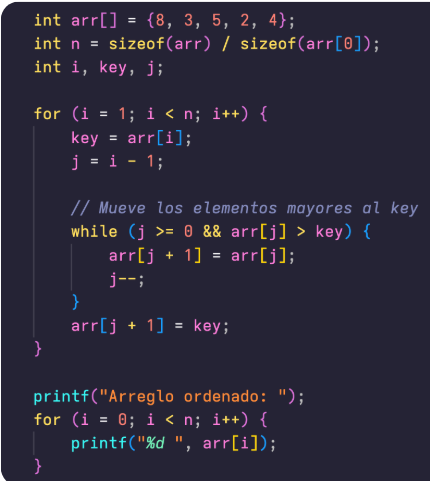 int arr[] = {8, 3, 5, 2, 4};
int n = sizeof(arr) / sizeof(arr[0]);
int i, key, j;

for (i = 1; i < n; i++) {
    key = arr[i];
    j = i - 1;

    // Mueve los elementos mayores al key
    while (j >= 0 && arr[j] > key) {
        arr[j + 1] = arr[j];
        j--;
    }
    arr[j + 1] = key;
}

printf("Arreglo ordenado: ");
for (i = 0; i < n; i++) {
    printf("%d ", arr[i]);
}